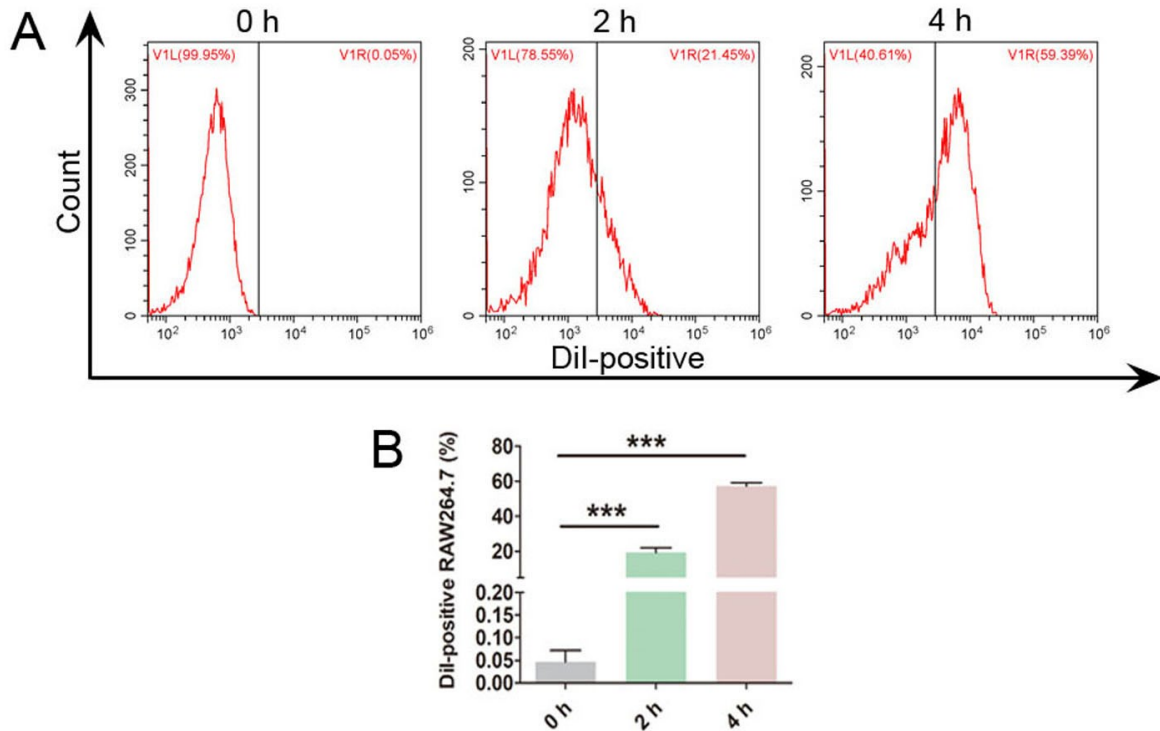 A
0 h
2 h
4 h
V1L(99.95%)
V1R(0.05%)
V1L(78.55%)
V1R(21.45%)
V1L(40.61%)
V1R(59.39%)
Count
300
200
100
0
200
100
0
200
100
0
10² 10³ 10⁴ 10⁵ 10⁶
10² 10³ 10⁴ 10⁵ 10⁶
10² 10³ 10⁴ 10⁵ 10⁶
DiI-positive
B
DiI-positive RAW264.7 (%)
80
60
40
20
0.20
0.15
0.10
0.05
0.00
***
***
0 h
2 h
4 h